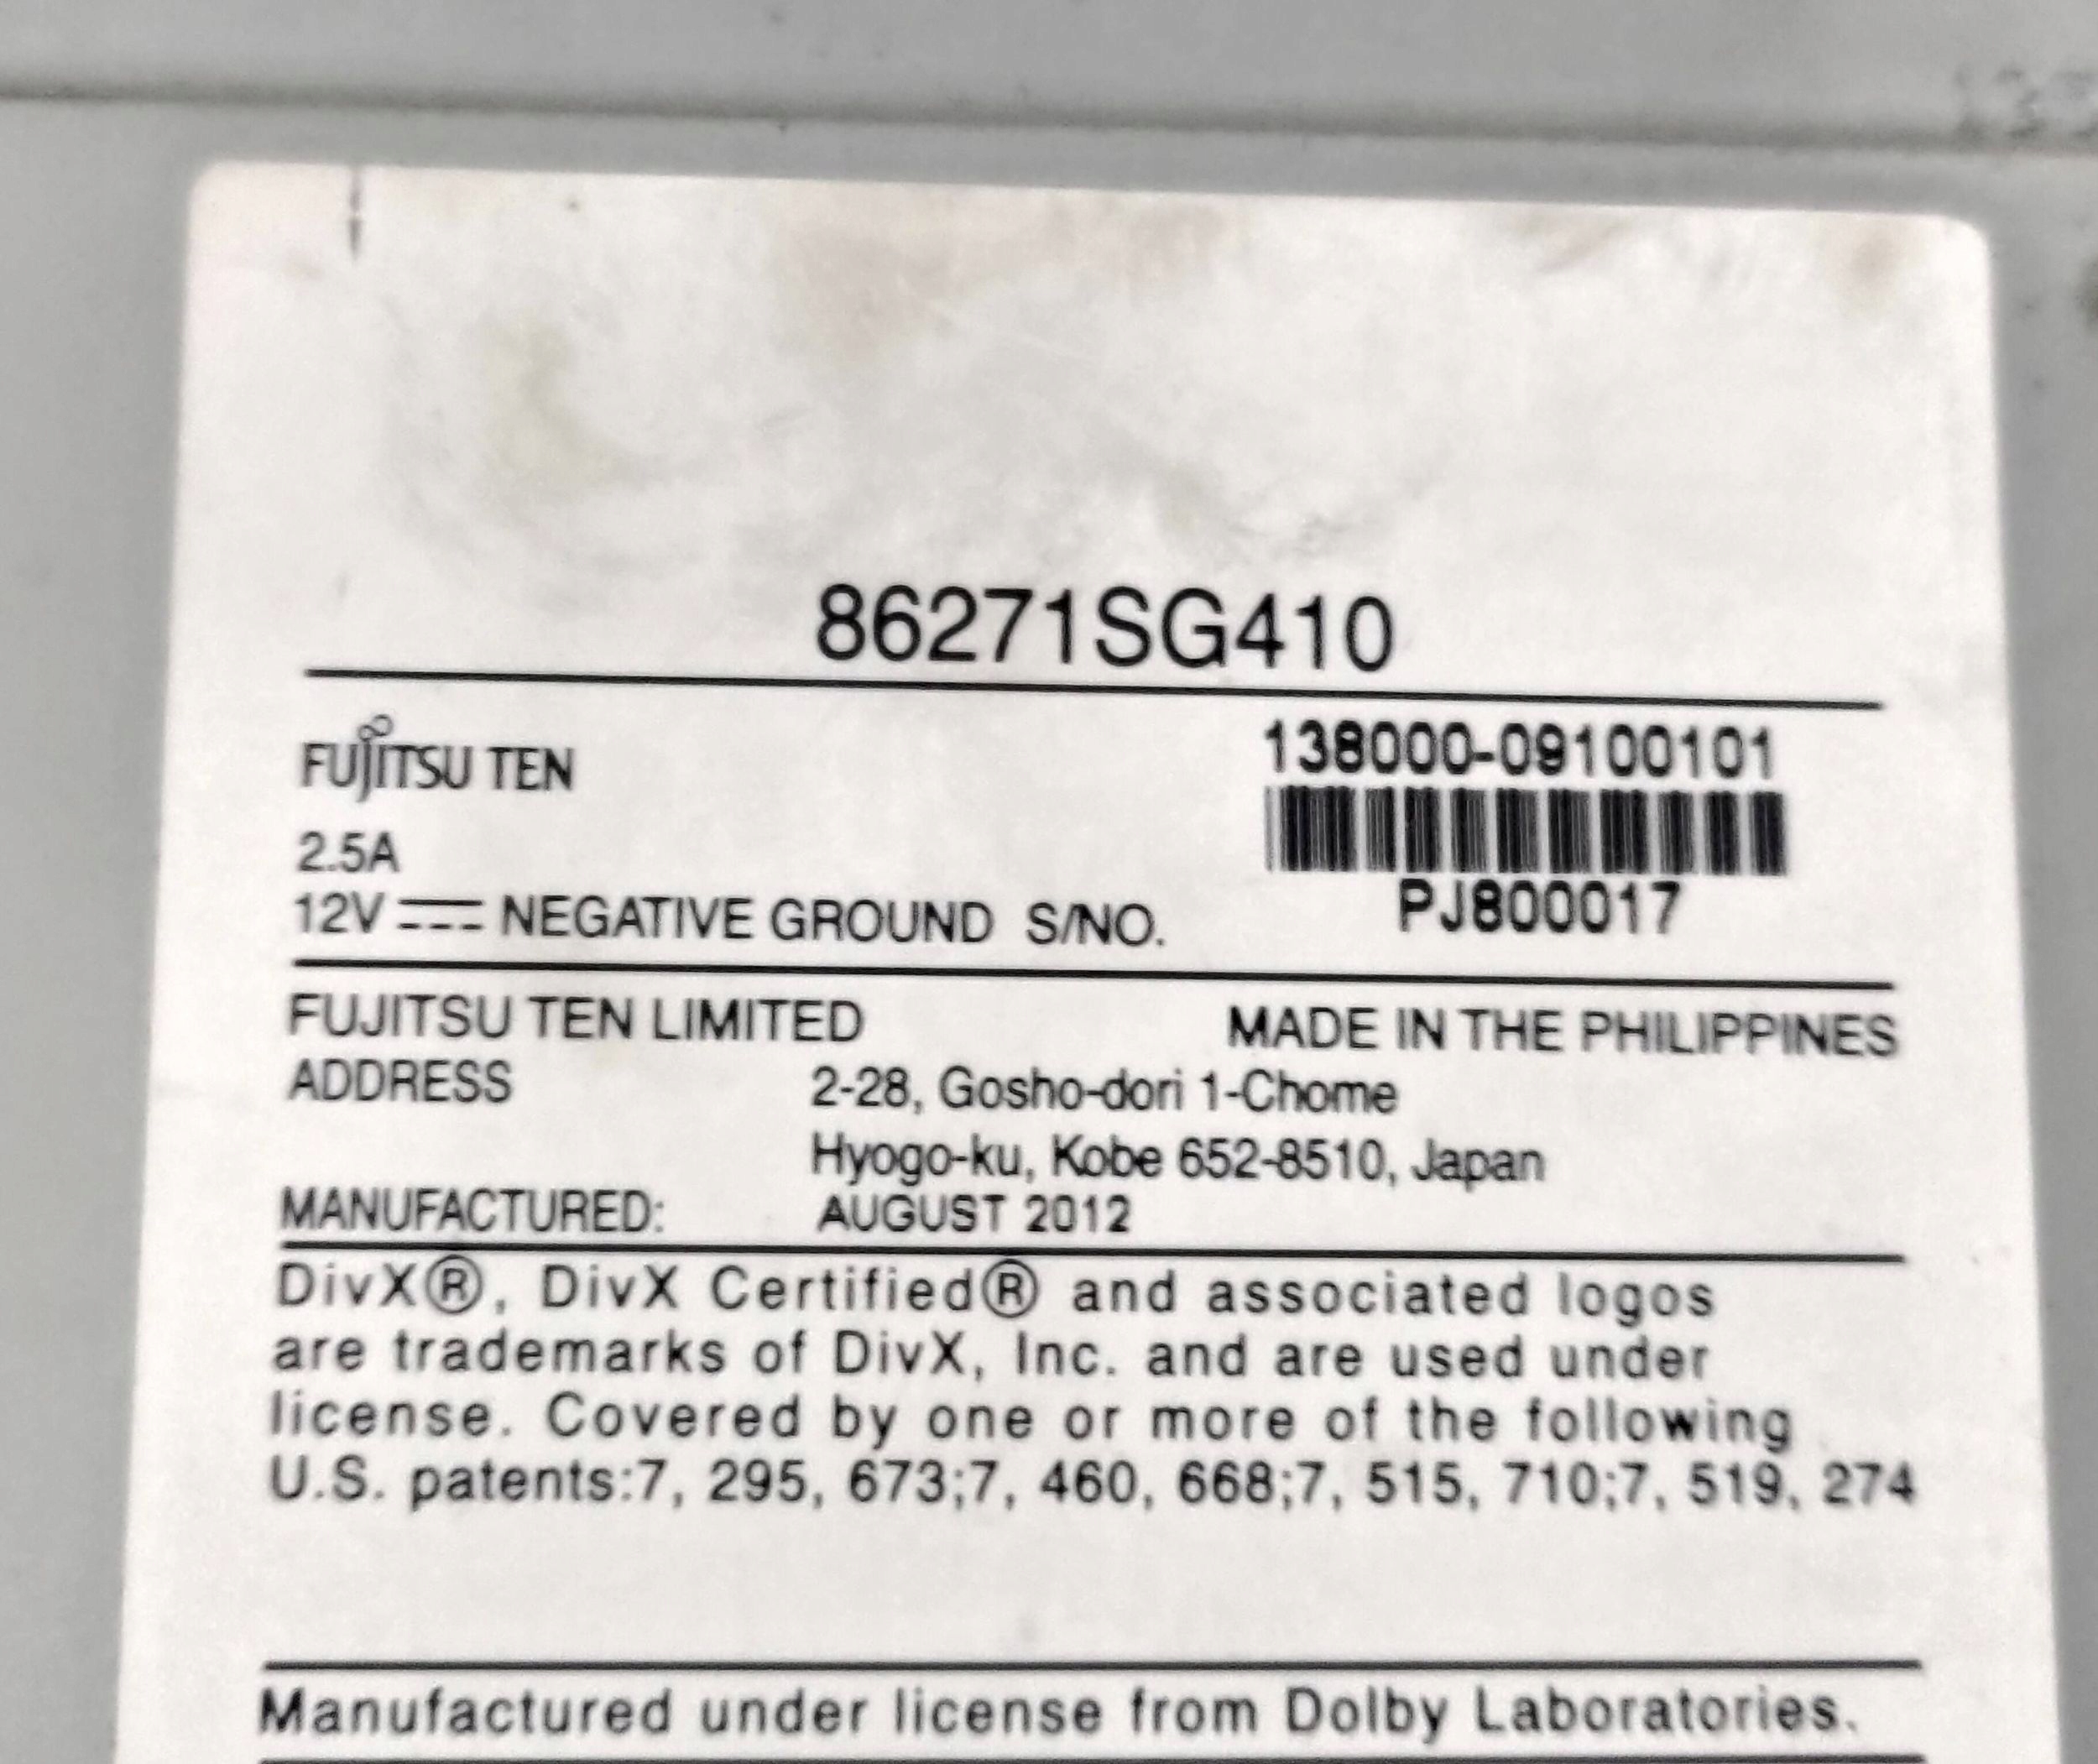 86271SG410
FUJITSU TEN
138000-09100101
2.5A
12V NEGATIVE GROUND S/NO.
PJ800017
FUJITSU TEN LIMITED MADE IN THE PHILIPPINES
ADDRESS 2-28, Gosho-dori 1-Chome
Hyogo-ku, Kobe 652-8510, Japan
MANUFACTURED: AUGUST 2012
DivX®, DivX Certified® and associated logos
are trademarks of DivX, Inc. and are used under
license. Covered by one or more of the following
U.S. patents:7, 295, 673;7, 460, 668;7, 515, 710;7, 519, 274
Manufactured under license from Dolby Laboratories.